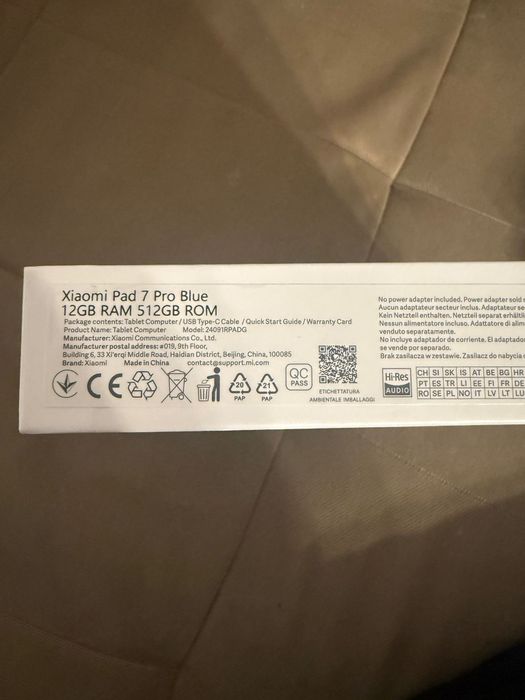 Xiaomi Pad 7 Pro Blue
12GB RAM 512GB ROM
Package contents: Tablet Computer / USB Type-C Cable / Quick Start Guide / Warranty Card
Product Name: Tablet Computer Model: 24091RPADG
Manufacturer: Xiaomi Communications Co., Ltd.
Manufacturer postal address: #019, 9th Floor,
Building 6, 33 Xi'erqi Middle Road, Haidian District, Beijing, China, 100085
Brand: Xiaomi Made in China contact@support.mi.com
CE
20
PAP
21
PAP
QC
PASS
ETICHETTATURA
AMBIENTALE IMBALLAGGI
No power adapter included. Power adapter sold
Aucun adaptateur secteur inclus. Adaptateur secteur
Kein Netzteil enthalten. Netzteil separat erhältlich
Nessun alimentatore incluso. Adattatore di
venduto separatamente.
No incluye adaptador de corriente. El adaptador
se vende por separado.
Brak zasilacza w zestawie. Zasilacz do nabycia
Hi-Res
AUDIO
CH SI SK IS AT BE BG HR
PT ES TR LI EE FI FR DE
RO SE PL NO IT LV LT LU